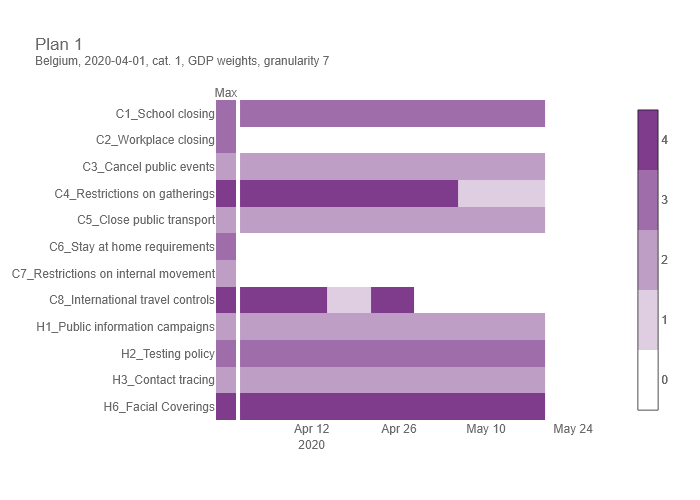 Plan 1
Belgium, 2020-04-01, cat. 1, GDP weights, granularity 7
Max
C1_School closing
C2_Workplace closing
C3_Cancel public events
C4_Restrictions on gatherings
C5_Close public transport
C6_Stay at home requirements
C7_Restrictions on internal movement
C8_International travel controls
H1_Public information campaigns
H2_Testing policy
H3_Contact tracing
H6_Facial Coverings
Apr 12 Apr 26 May 10 May 24
2020
4
3
2
1
0